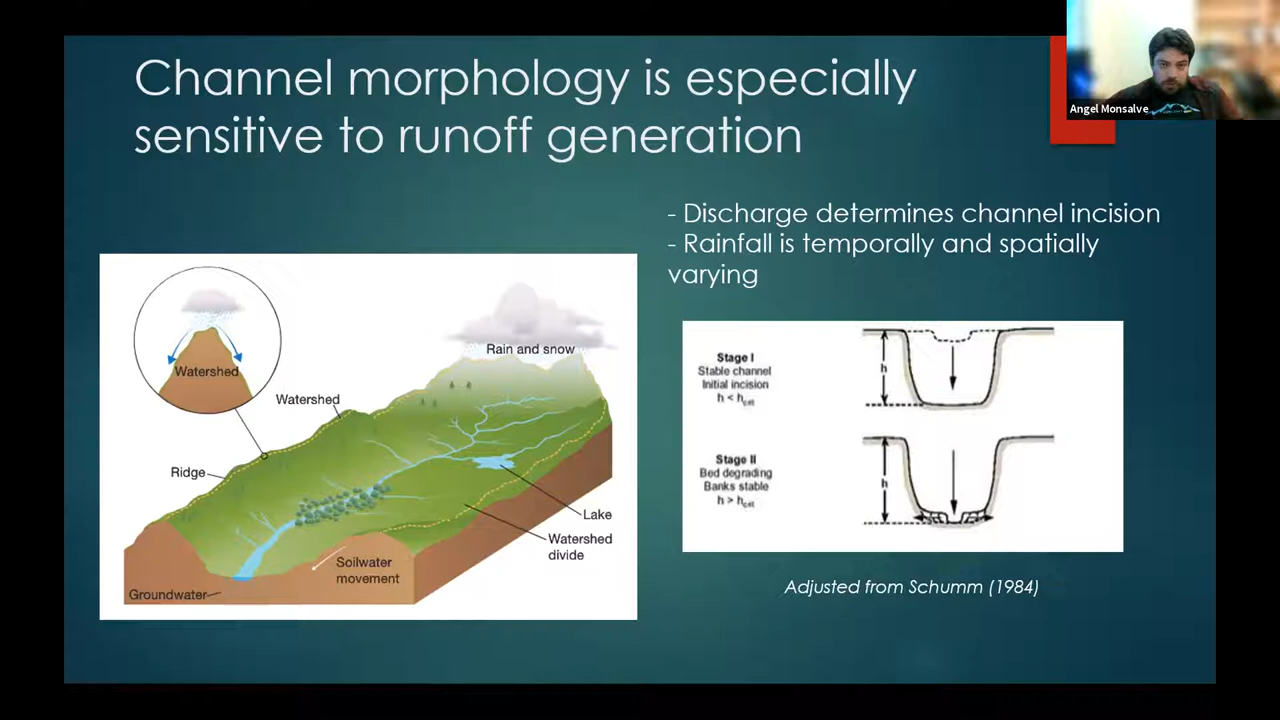 Channel morphology is especially
sensitive to runoff generation
Angel Monsalve
- Discharge determines channel incision
- Rainfall is temporally and spatially
varying
Watershed
Rain and snow
Watershed
Ridge
Lake
Watershed
divide
Soilwater
movement
Groundwater
Stage I
Stable channel
Initial incision
h < hcrit
h
Stage II
Bed degrading
Banks stable
h > hcrit
h
Adjusted from Schumm (1984)